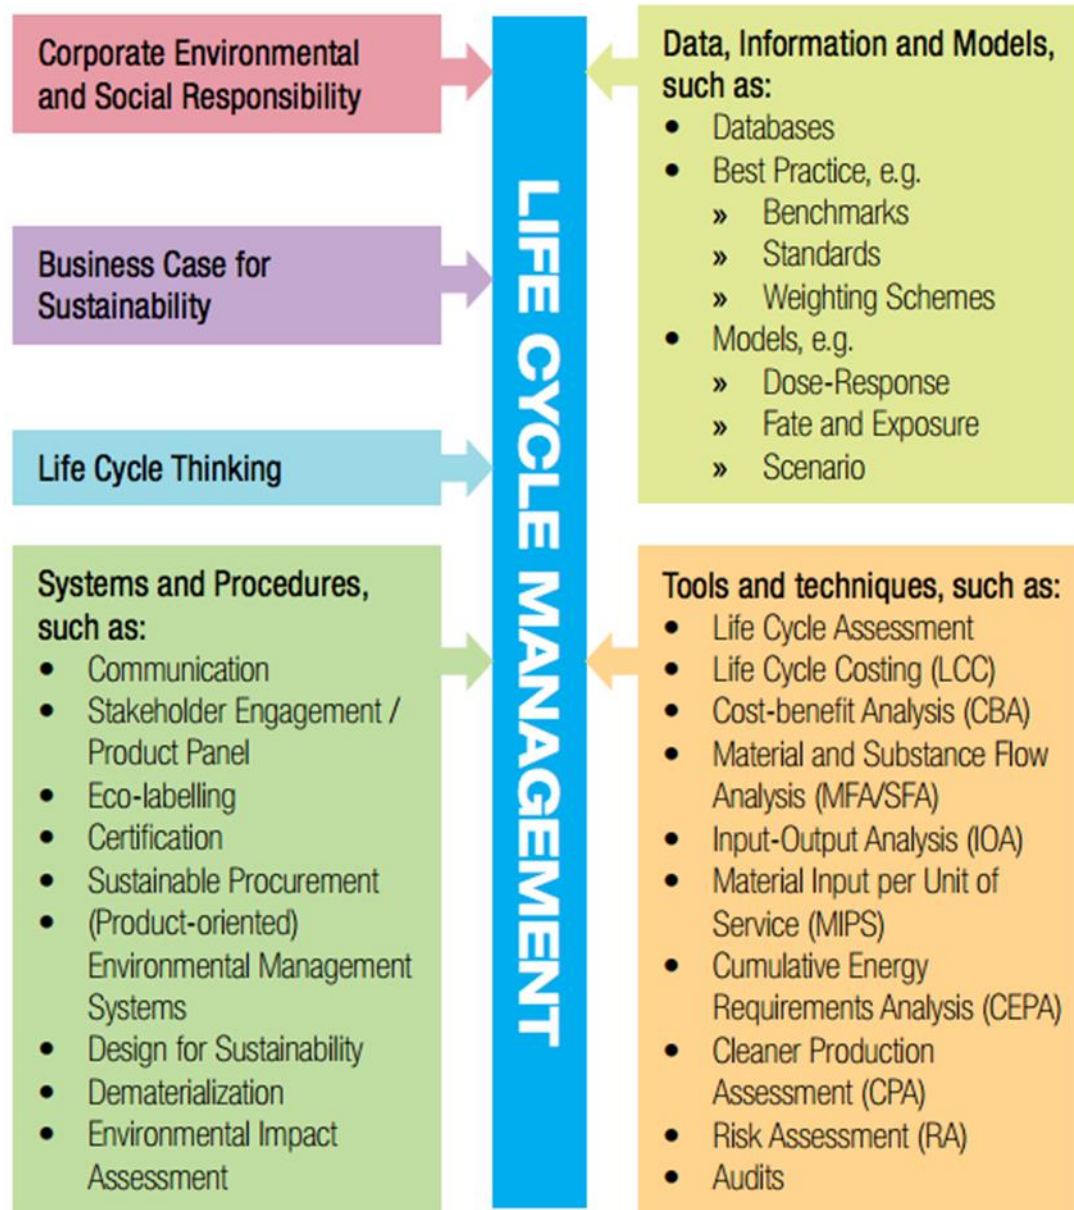 Corporate Environmental
and Social Responsibility
Business Case for
Sustainability
Life Cycle Thinking
Systems and Procedures,
such as:
• Communication
• Stakeholder Engagement /
Product Panel
• Eco-labelling
• Certification
• Sustainable Procurement
• (Product-oriented)
Environmental Management
Systems
• Design for Sustainability
• Dematerialization
• Environmental Impact
Assessment
LIFE CYCLE MANAGEMENT
Data, Information and Models,
such as:
• Databases
• Best Practice, e.g.
» Benchmarks
» Standards
» Weighting Schemes
• Models, e.g.
» Dose-Response
» Fate and Exposure
» Scenario
Tools and techniques, such as:
• Life Cycle Assessment
• Life Cycle Costing (LCC)
• Cost-benefit Analysis (CBA)
• Material and Substance Flow
Analysis (MFA/SFA)
• Input-Output Analysis (IOA)
• Material Input per Unit of
Service (MIPS)
• Cumulative Energy
Requirements Analysis (CEPA)
• Cleaner Production
Assessment (CPA)
• Risk Assessment (RA)
• Audits